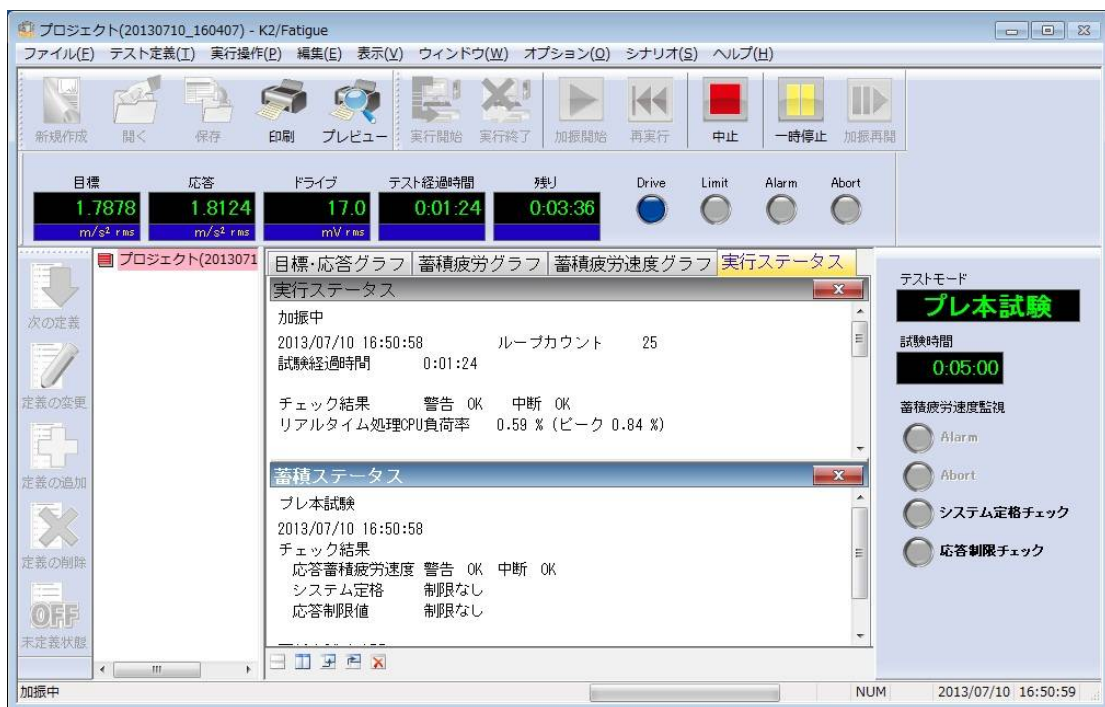 プロジェクト(20130710_160407) - K2/Fatigue
ファイル(F) テスト定義(T) 実行操作(P) 編集(E) 表示(V) ウィンドウ(W) オプション(O) シナリオ(S) ヘルプ(H)
新規作成 開く 保存 印刷 プレビュー 実行開始 実行終了 加振開始 再実行 中止 一時停止 加振再開
目標 応答 ドライブ テスト経過時間 残り Drive Limit Alarm Abort
1.7878 1.8124 17.0 0:01:24 0:03:36
m/s² rms m/s² rms mV rms
プロジェクト(2013071
目標・応答グラフ 蓄積疲労グラフ 蓄積疲労速度グラフ 実行ステータス
実行ステータス
加振中
2013/07/10 16:50:58 ループカウント 25
試験経過時間 0:01:24
チェック結果 警告 OK 中断 OK
リアルタイム処理CPU負荷率 0.59 % (ピーク 0.84 %)
蓄積ステータス
プレ本試験
2013/07/10 16:50:58
チェック結果
応答蓄積疲労速度 警告 OK 中断 OK
システム定格 制限なし
応答制限値 制限なし
次の定義
定義の変更
定義の追加
定義の削除
OFF
未定義状態
テストモード
プレ本試験
試験時間
0:05:00
蓄積疲労速度監視
Alarm
Abort
システム定格チェック
応答制限チェック
加振中 NUM 2013/07/10 16:50:59